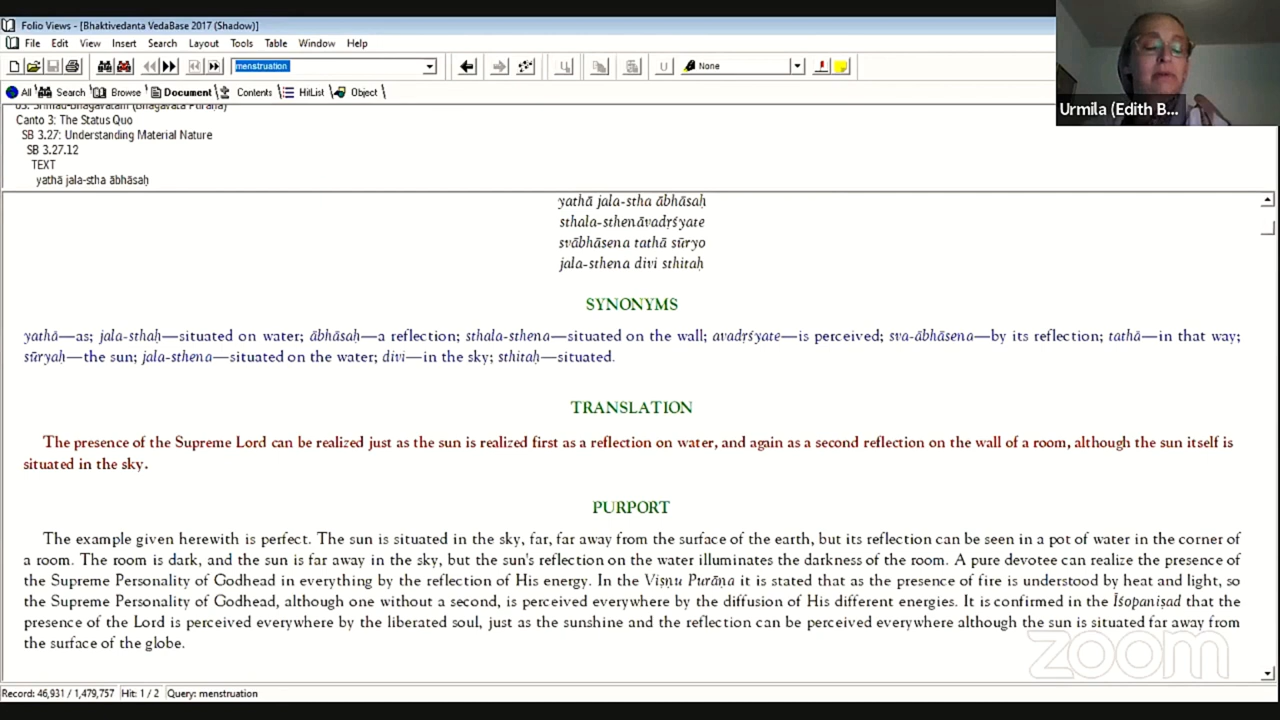 Folio Views - [Bhaktivedanta VedaBase 2017 (Shadow)]
File Edit View Insert Search Layout Tools Table Window Help
menstruation None
All Search Browse Document Contents HitList Object
03. Srimad-Bhagavatam (Bhagavata Purana)
Canto 3: The Status Quo
SB 3.27: Understanding Material Nature
SB 3.27.12
TEXT
yathā jala-stha ābhāsaḥ
Urmila (Edith B...
yathā jala-stha ābhāsaḥ
sthala-sthenāvadṛśyate
svābhāsena tathā sūryo
jala-sthena divi sthitaḥ
SYNONYMS
yathā—as; jala-sthaḥ—situated on water; ābhāsaḥ—a reflection; sthala-sthena—situated on the wall; avadṛśyate—is perceived; sva-ābhāsena—by its reflection; tathā—in that way;
sūryaḥ—the sun; jala-sthena—situated on the water; divi—in the sky; sthitaḥ—situated.
TRANSLATION
The presence of the Supreme Lord can be realized just as the sun is realized first as a reflection on water, and again as a second reflection on the wall of a room, although the sun itself is
situated in the sky.
PURPORT
The example given herewith is perfect. The sun is situated in the sky, far, far away from the surface of the earth, but its reflection can be seen in a pot of water in the corner of
a room. The room is dark, and the sun is far away in the sky, but the sun's reflection on the water illuminates the darkness of the room. A pure devotee can realize the presence of
the Supreme Personality of Godhead in everything by the reflection of His energy. In the Viṣṇu Purāṇa it is stated that as the presence of fire is understood by heat and light, so
the Supreme Personality of Godhead, although one without a second, is perceived everywhere by the diffusion of His different energies. It is confirmed in the Īśopaniṣad that the
presence of the Lord is perceived everywhere by the liberated soul, just as the sunshine and the reflection can be perceived everywhere although the sun is situated far away from
the surface of the globe.
zoom
Record: 46,931 / 1,479,757 Hit: 1 / 2 Query: menstruation